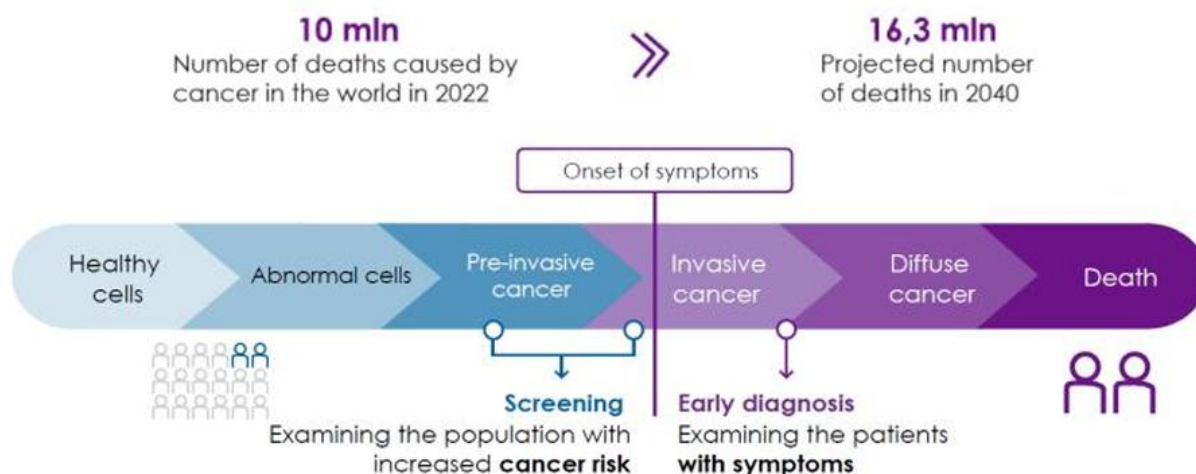 10 mln
Number of deaths caused by
cancer in the world in 2022
16,3 mln
Projected number
of deaths in 2040
Onset of symptoms
Healthy
cells
Abnormal cells
Pre-invasive
cancer
Invasive
cancer
Diffuse
cancer
Death
Screening
Examining the population with
increased cancer risk
Early diagnosis
Examining the patients
with symptoms